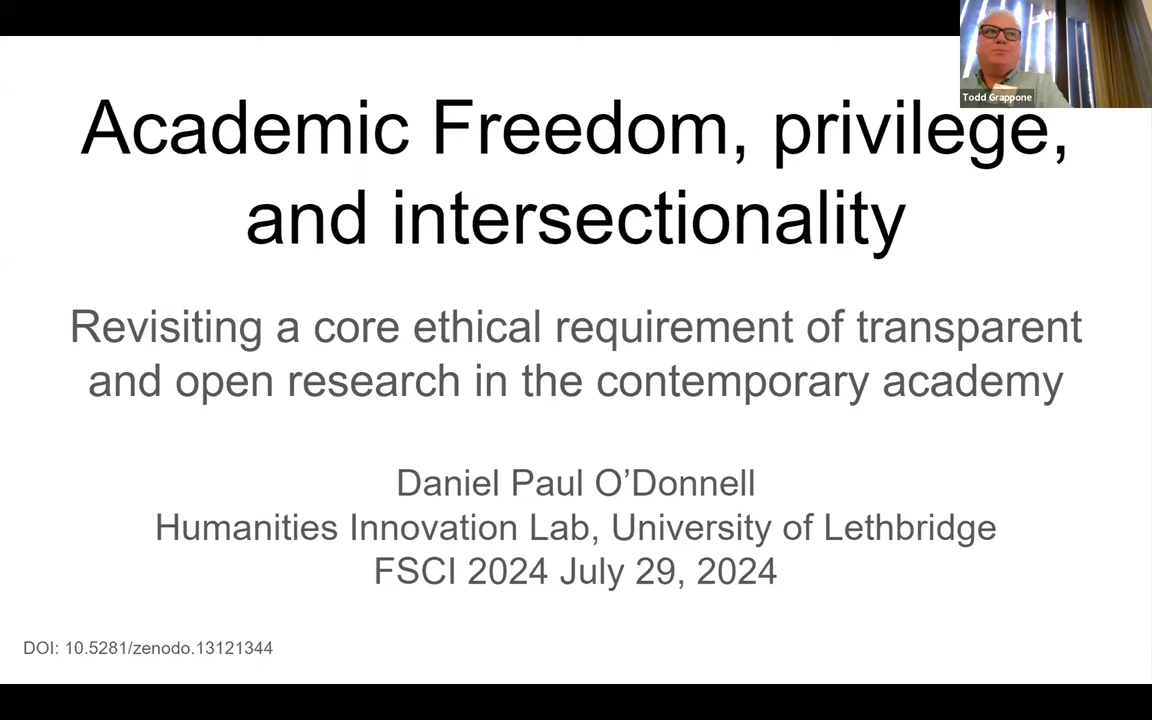 Todd Grappone
Academic Freedom, privilege,
and intersectionality
Revisiting a core ethical requirement of transparent
and open research in the contemporary academy
Daniel Paul O’Donnell
Humanities Innovation Lab, University of Lethbridge
FSCI 2024 July 29, 2024
DOI: 10.5281/zenodo.13121344